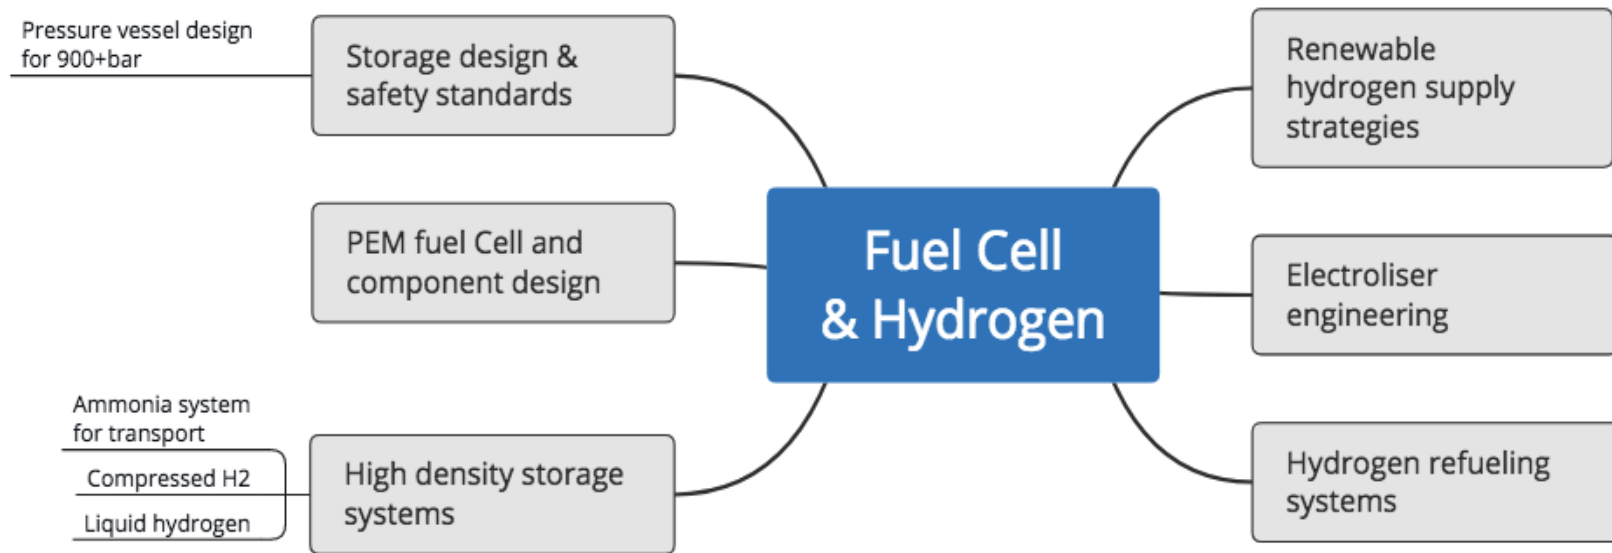 Pressure vessel design
for 900+bar
Storage design &
safety standards
PEM fuel Cell and
component design
Ammonia system
for transport
Compressed H2
Liquid hydrogen
High density storage
systems
Fuel Cell
& Hydrogen
Renewable
hydrogen supply
strategies
Electroliser
engineering
Hydrogen refueling
systems